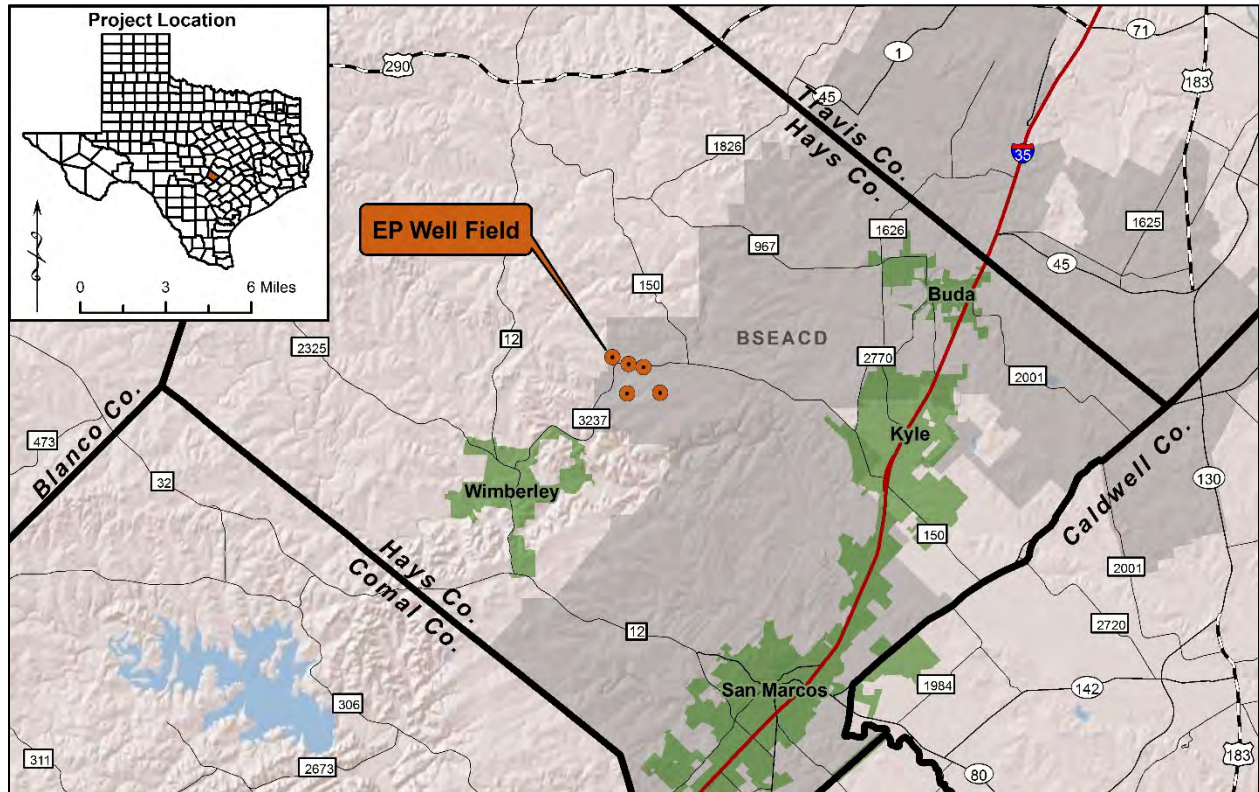 Project Location
0 3 6 Miles
290
71
1
183
45
Travis Co.
Hays Co.
1826
35
EP Well Field
1626
1625
967
45
150
Buda
12
BSEACD
2325
2770
2001
3237
473
Kyle
Blanco Co.
32
Wimberley
Caldwell Co.
130
150
Hays Co.
Comal Co.
2001
12
2720
San Marcos
1984
142
306
183
311
2673
80